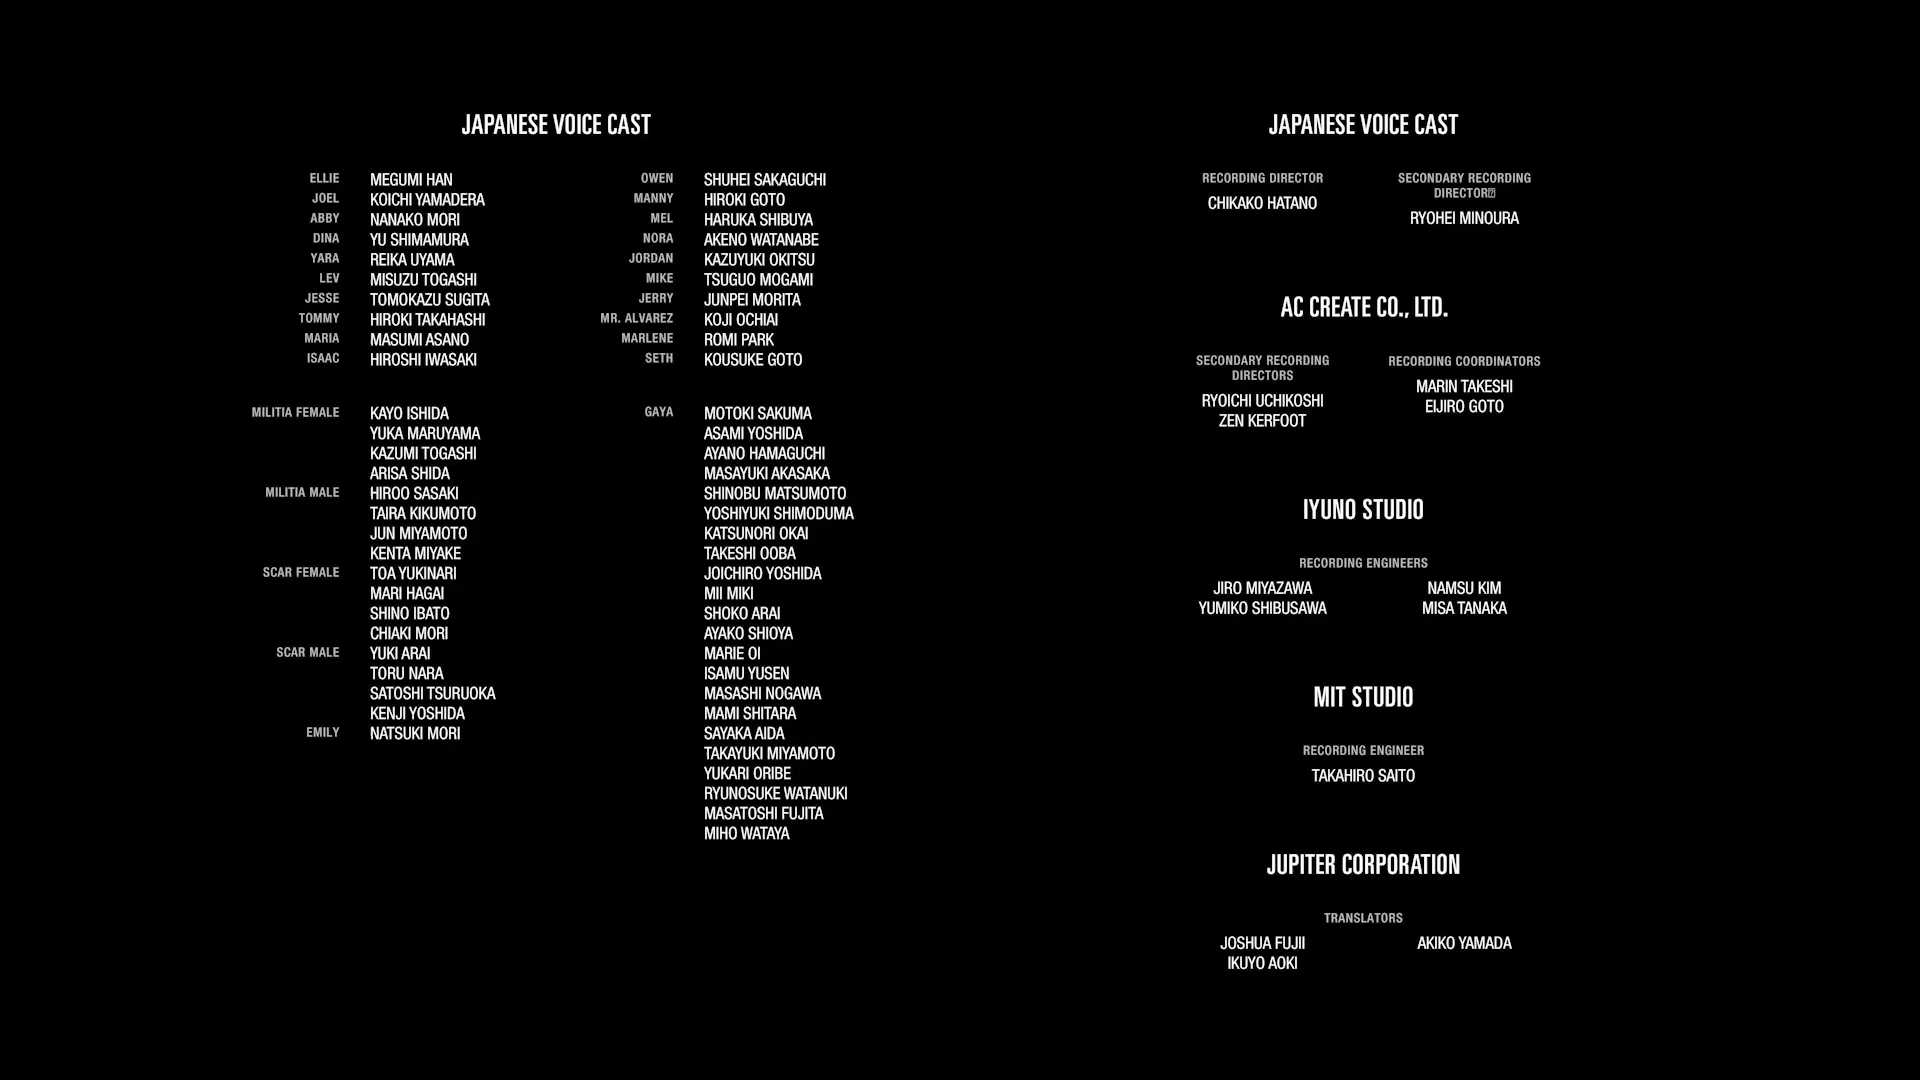 JAPANESE VOICE CAST
ELLIE MEGUMI HAN
JOEL KOICHI YAMADERA
ABBY NANAKO MORI
DINA YU SHIMAMURA
YARA REIKA UYAMA
LEV MISUZU TOGASHI
JESSE TOMOKAZU SUGITA
TOMMY HIROKI TAKAHASHI
MARIA MASUMI ASANO
ISAAC HIROSHI IWASAKI
OWEN SHUHEI SAKAGUCHI
MANNY HIROKI GOTO
MEL HARUKA SHIBUYA
NORA AKENO WATANABE
JORDAN KAZUYUKI OKITSU
MIKE TSUGUO MOGAMI
JERRY JUNPEI MORITA
MR. ALVAREZ KOJI OCHIAI
MARLENE ROMI PARK
SETH KOUSUKE GOTO
MILITIA FEMALE KAYO ISHIDA
YUKA MARUYAMA
KAZUMI TOGASHI
ARISA SHIDA
MILITIA MALE HIROO SASAKI
TAIRA KIKUMOTO
JUN MIYAMOTO
KENTA MIYAKE
SCAR FEMALE TOA YUKINARI
MARI HAGAI
SHINO IBATO
CHIAKI MORI
SCAR MALE YUKI ARAI
TORU NARA
SATOSHI TSURUOKA
KENJI YOSHIDA
EMILY NATSUKI MORI
GAYA MOTOKI SAKUMA
ASAMI YOSHIDA
AYANO HAMAGUCHI
MASAYUKI AKASAKA
SHINOBU MATSUMOTO
YOSHIYUKI SHIMODUMA
KATSUNORI OKAI
TAKESHI OOBA
JOICHIRO YOSHIDA
MII MIKI
SHOKO ARAI
AYAKO SHIOYA
MARIE OI
ISAMU YUSEN
MASASHI NOGAWA
MAMI SHITARA
SAYAKA AIDA
TAKAYUKI MIYAMOTO
YUKARI ORIBE
RYUNOSUKE WATANUKI
MASATOSHI FUJITA
MIHO WATAYA
JAPANESE VOICE CAST
RECORDING DIRECTOR
CHIKAKO HATANO
SECONDARY RECORDING
DIRECTOR
RYOHEI MINOURA
AC CREATE CO., LTD.
SECONDARY RECORDING
DIRECTORS
RYOICHI UCHIKOSHI
ZEN KERFOOT
RECORDING COORDINATORS
MARIN TAKESHI
EIJIRO GOTO
IYUNO STUDIO
RECORDING ENGINEERS
JIRO MIYAZAWA
YUMIKO SHIBUSAWA
NAMSU KIM
MISA TANAKA
MIT STUDIO
RECORDING ENGINEER
TAKAHIRO SAITO
JUPITER CORPORATION
TRANSLATORS
JOSHUA FUJII
IKUYO AOKI
AKIKO YAMADA